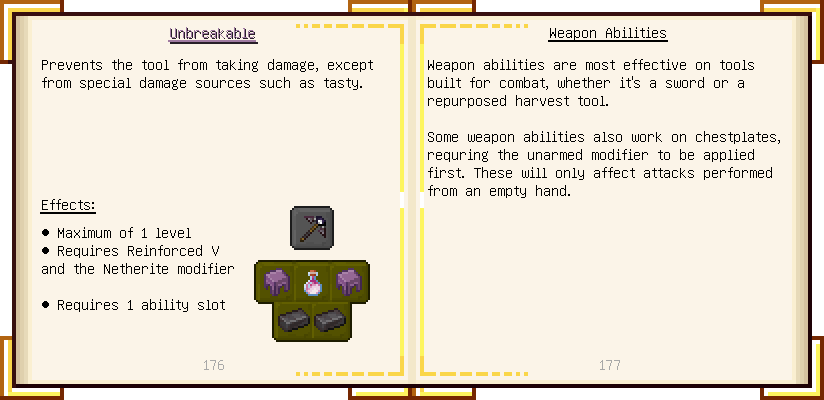 Unbreakable
Prevents the tool from taking damage, except
from special damage sources such as tasty.
Effects:
● Maximum of 1 level
● Requires Reinforced V
and the Netherite modifier
● Requires 1 ability slot
176
Weapon Abilities
Weapon abilities are most effective on tools
built for combat, whether it's a sword or a
repurposed harvest tool.
Some weapon abilities also work on chestplates,
requring the unarmed modifier to be applied
first. These will only affect attacks performed
from an empty hand.
177